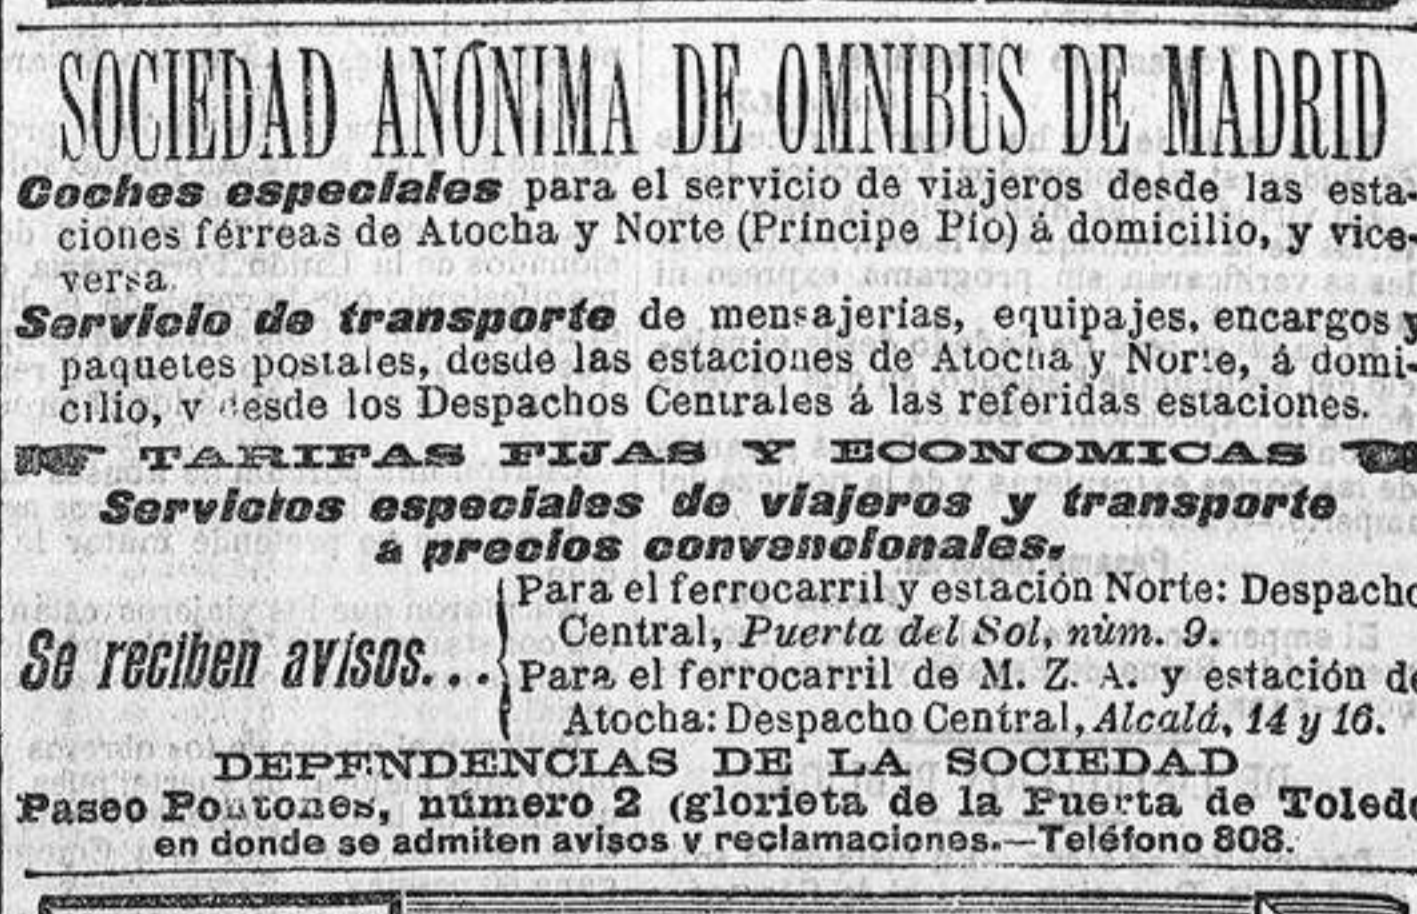 SOCIEDAD ANÓNIMA DE OMNIBUS DE MADRID
Coches especiales para el servicio de viajeros desde las esta-
ciones férreas de Atocha y Norte (Príncipe Pío) á domicilio, y vice-
versa.
Servicio de transporte de mensajerías, equipajes, encargos y
paquetes postales, desde las estaciones de Atocha y Norte, á domi-
cilio, y desde los Despachos Centrales á las referidas estaciones.
TARIFAS FIJAS Y ECONOMICAS
Servicios especiales de viajeros y transporte
a precios convencionales.
Para el ferrocarril y estación Norte: Despacho
Central, Puerta del Sol, núm. 9.
Se reciben avisos...
Para el ferrocarril de M. Z. A. y estación de
Atocha: Despacho Central, Alcalá, 14 y 16.
DEPENDENCIAS DE LA SOCIEDAD
Paseo Pontones, número 2 (glorieta de la Puerta de Toledo
en donde se admiten avisos y reclamaciones.—Teléfono 808.